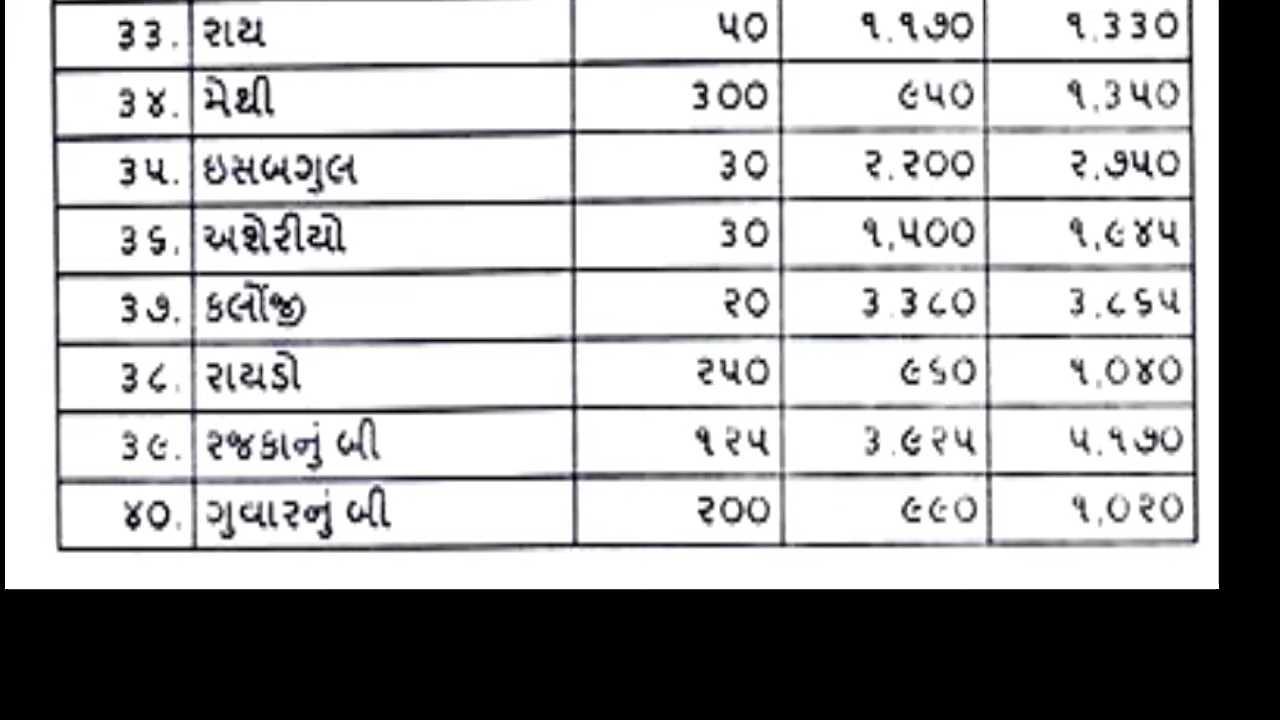 ૩૩. રાય ૫૦ ૧.૧૭૦ ૧.૩૩૦
૩૪. મેથી ૩૦૦ ૯૫૦ ૧,૩૫૦
૩૫. ઇસબગુલ ૩૦ ૨.૨૦૦ ૨.૭૫૦
૩૬. અશેરીયો ૩૦ ૧,૫૦૦ ૧,૯૪૫
૩૭. કલોંજી ૨૦ ૩.૩૮૦ ૩.૮૬૫
૩૮. રાયડો ૨૫૦ ૯૬૦ ૧,૦૪૦
૩૯. રજકાનું બી ૧૨૫ ૩.૯૨૫ ૫.૧૭૦
૪૦. ગુવારનું બી ૨૦૦ ૯૯૦ ૧,૦૨૦